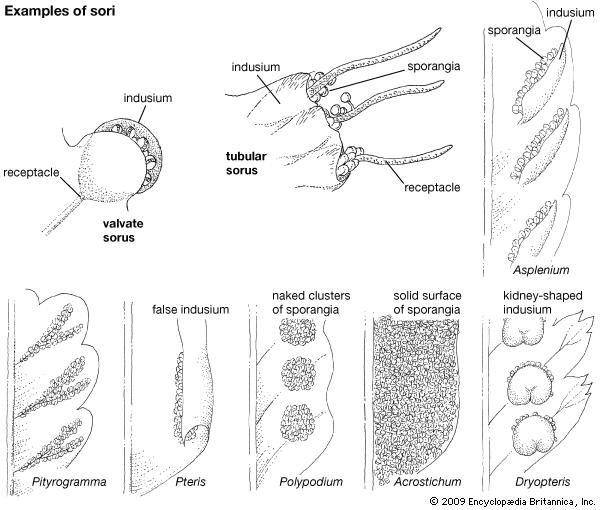 Examples of sori
indusium
receptacle
valvate
sorus
indusium
sporangia
tubular
sorus
receptacle
indusium
sporangia
Asplenium
Pityrogramma
false indusium
Pteris
naked clusters
of sporangia
Polypodium
solid surface
of sporangia
Acrostichum
kidney-shaped
indusium
Dryopteris
© 2009 Encyclopædia Britannica, Inc.